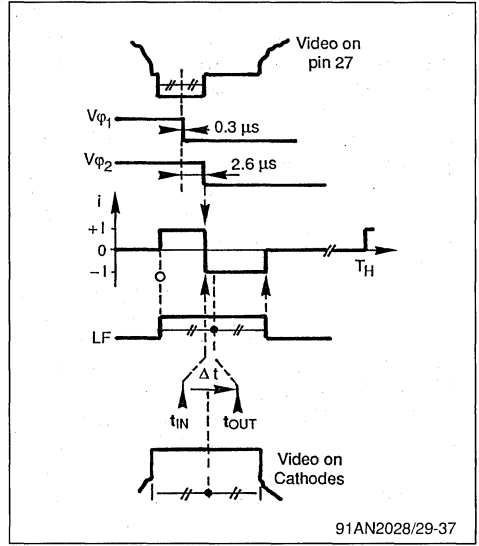 Video on
pin 27
Vφ1
0.3 µs
Vφ2
2.6 µs
i
+1
0
−1
TH
LF
Δt
tIN
tOUT
Video on
Cathodes
91AN2028/29-37